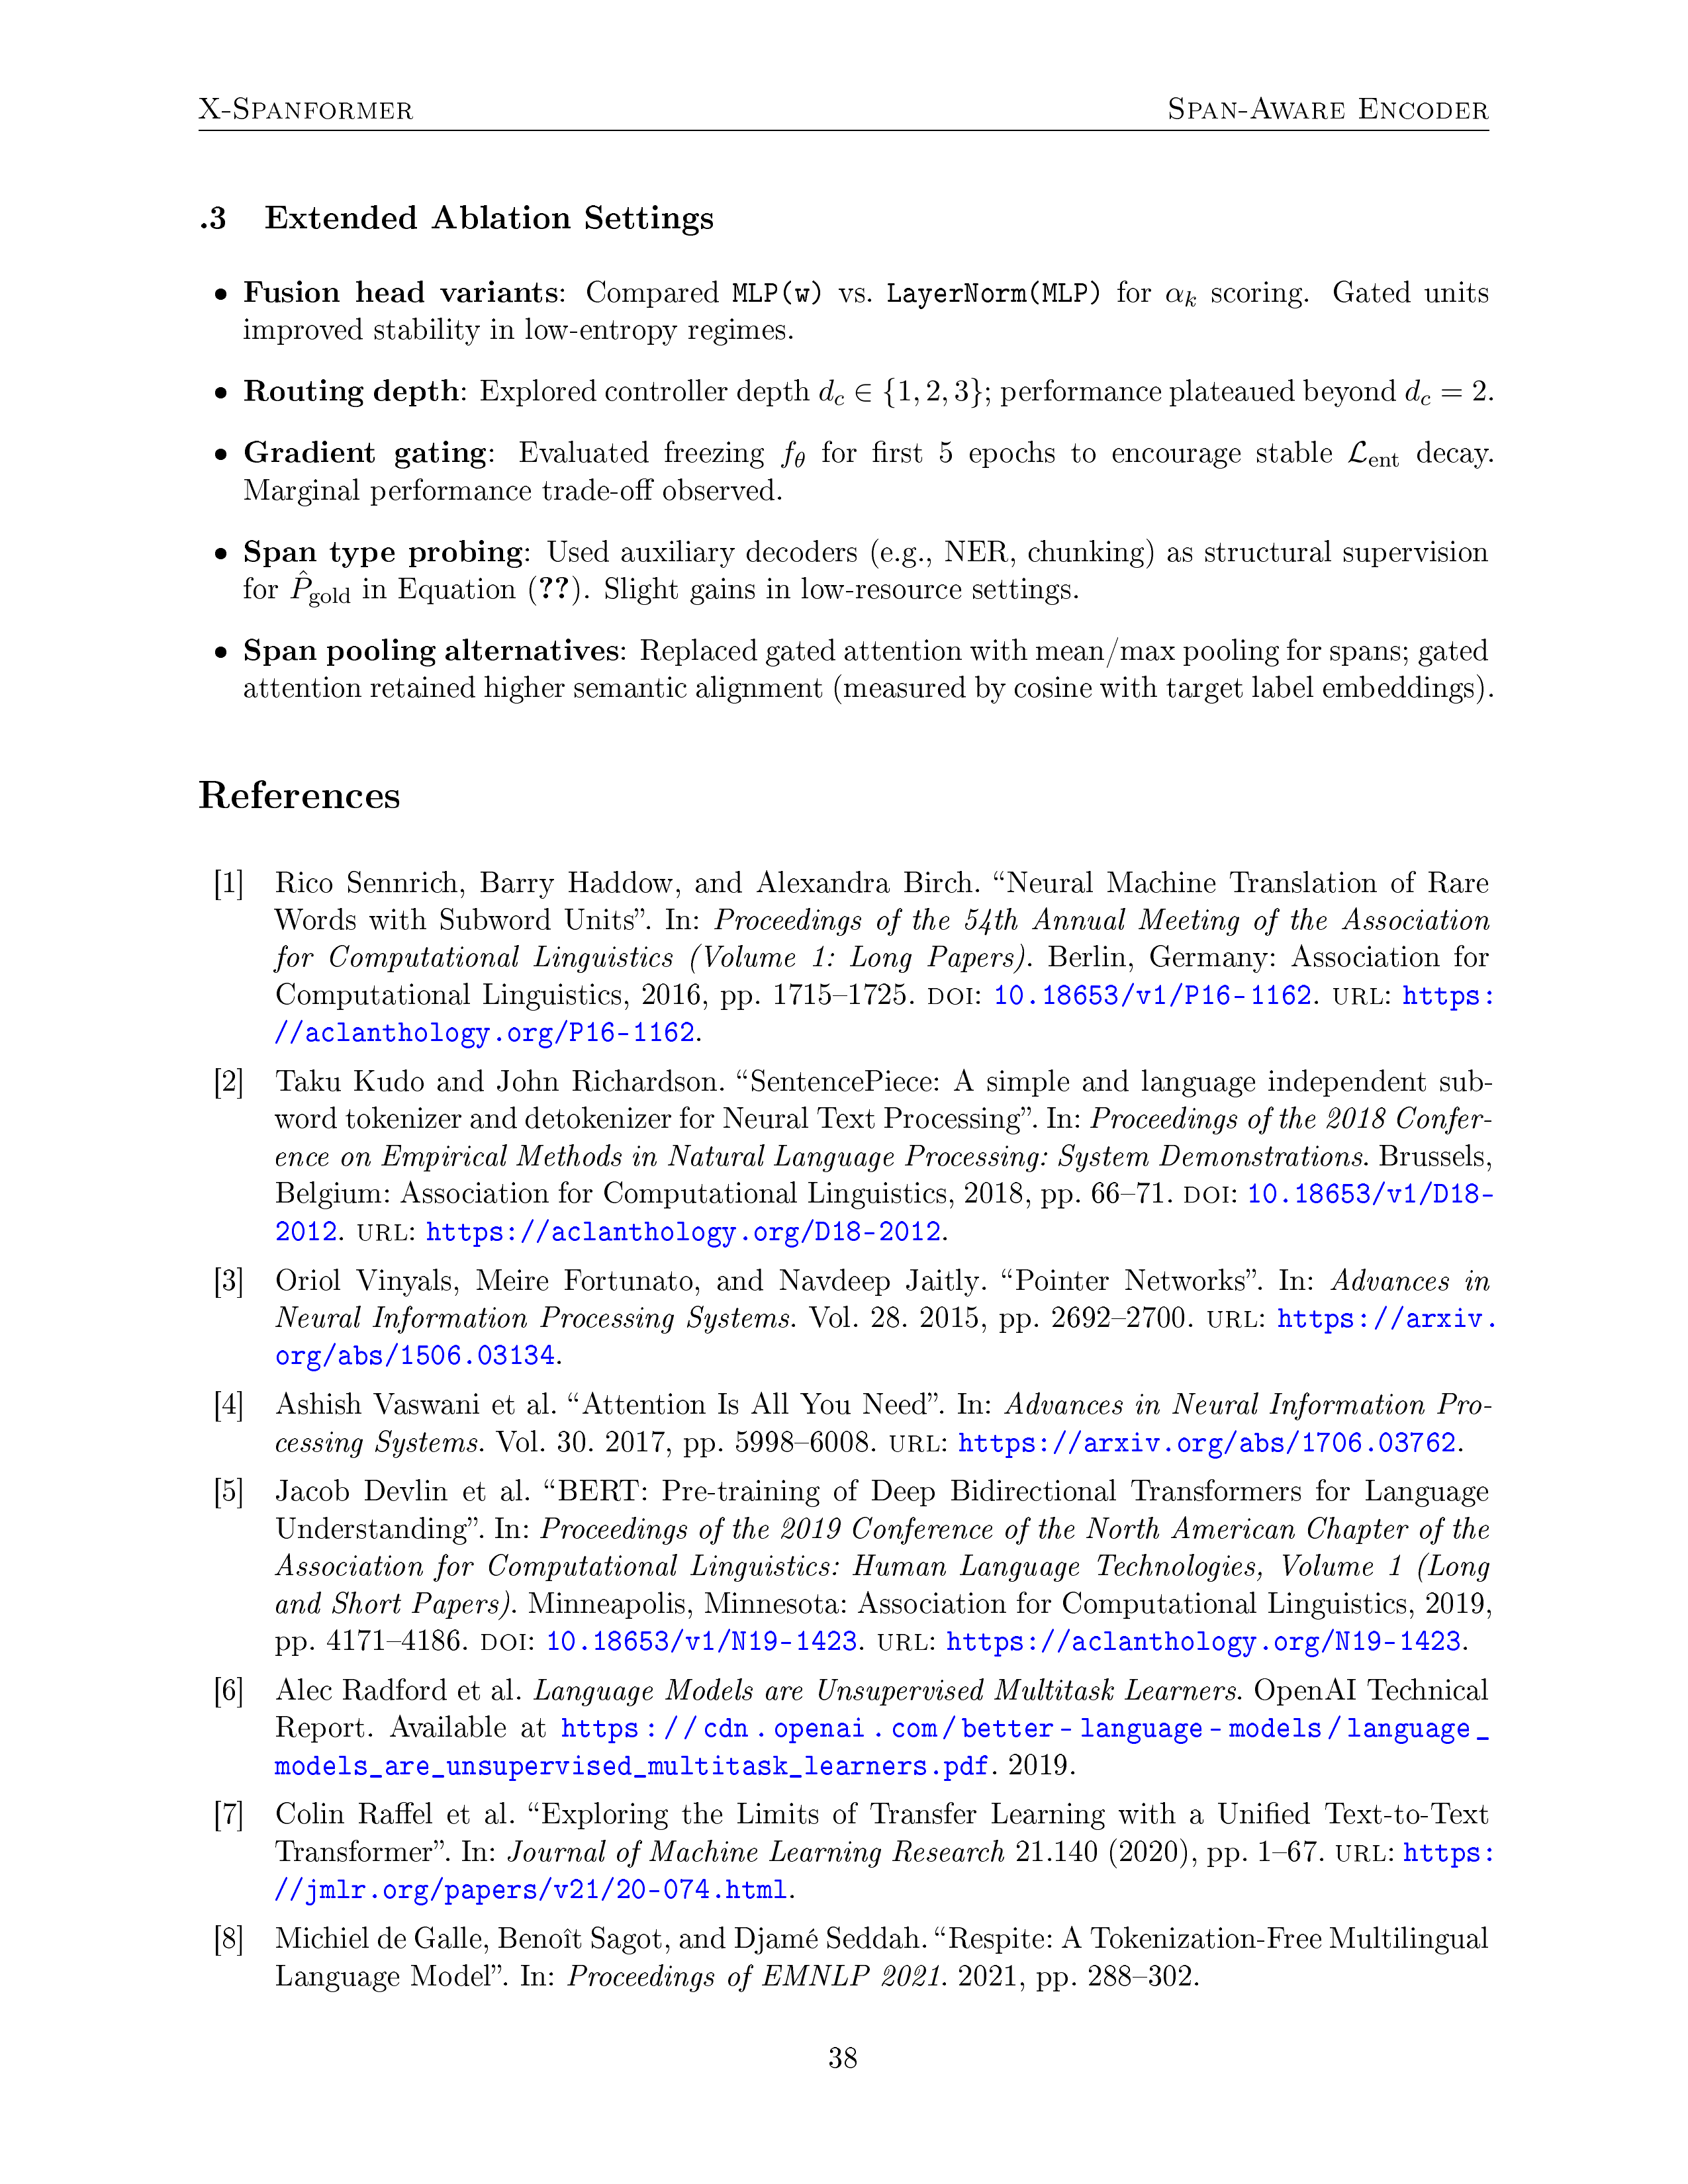 X-Spanformer Span-Aware Encoder
.3 Extended Ablation Settings
• Fusion head variants: Compared MLP(w) vs. LayerNorm(MLP) for αk scoring. Gated units
improved stability in low-entropy regimes.
• Routing depth: Explored controller depth dc ∈ {1, 2, 3}; performance plateaued beyond dc = 2.
• Gradient gating: Evaluated freezing fθ for first 5 epochs to encourage stable ℒent decay.
Marginal performance trade-off observed.
• Span type probing: Used auxiliary decoders (e.g., NER, chunking) as structural supervision
for P̂gold in Equation (??). Slight gains in low-resource settings.
• Span pooling alternatives: Replaced gated attention with mean/max pooling for spans; gated
attention retained higher semantic alignment (measured by cosine with target label embeddings).
References
[1] Rico Sennrich, Barry Haddow, and Alexandra Birch. “Neural Machine Translation of Rare
Words with Subword Units”. In: Proceedings of the 54th Annual Meeting of the Association
for Computational Linguistics (Volume 1: Long Papers). Berlin, Germany: Association for
Computational Linguistics, 2016, pp. 1715–1725. DOI: 10.18653/v1/P16-1162. URL: https:
//aclanthology.org/P16-1162.
[2] Taku Kudo and John Richardson. “SentencePiece: A simple and language independent sub-
word tokenizer and detokenizer for Neural Text Processing”. In: Proceedings of the 2018 Confer-
ence on Empirical Methods in Natural Language Processing: System Demonstrations. Brussels,
Belgium: Association for Computational Linguistics, 2018, pp. 66–71. DOI: 10.18653/v1/D18-
2012. URL: https://aclanthology.org/D18-2012.
[3] Oriol Vinyals, Meire Fortunato, and Navdeep Jaitly. “Pointer Networks”. In: Advances in
Neural Information Processing Systems. Vol. 28. 2015, pp. 2692–2700. URL: https://arxiv.
org/abs/1506.03134.
[4] Ashish Vaswani et al. “Attention Is All You Need”. In: Advances in Neural Information Pro-
cessing Systems. Vol. 30. 2017, pp. 5998–6008. URL: https://arxiv.org/abs/1706.03762.
[5] Jacob Devlin et al. “BERT: Pre-training of Deep Bidirectional Transformers for Language
Understanding”. In: Proceedings of the 2019 Conference of the North American Chapter of the
Association for Computational Linguistics: Human Language Technologies, Volume 1 (Long
and Short Papers). Minneapolis, Minnesota: Association for Computational Linguistics, 2019,
pp. 4171–4186. DOI: 10.18653/v1/N19-1423. URL: https://aclanthology.org/N19-1423.
[6] Alec Radford et al. Language Models are Unsupervised Multitask Learners. OpenAI Technical
Report. Available at https://cdn.openai.com/better-language-models/language_
models_are_unsupervised_multitask_learners.pdf. 2019.
[7] Colin Raffel et al. “Exploring the Limits of Transfer Learning with a Unified Text-to-Text
Transformer”. In: Journal of Machine Learning Research 21.140 (2020), pp. 1–67. URL: https:
//jmlr.org/papers/v21/20-074.html.
[8] Michiel de Galle, Benoît Sagot, and Djamé Seddah. “Respite: A Tokenization-Free Multilingual
Language Model”. In: Proceedings of EMNLP 2021. 2021, pp. 288–302.
38